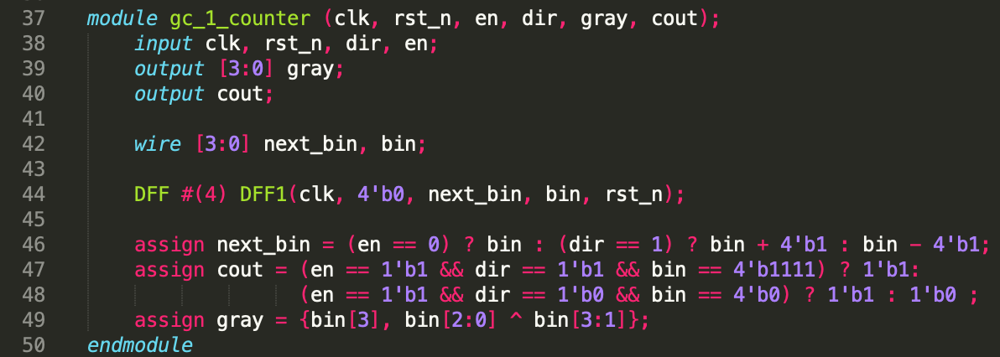 37 module gc_1_counter (clk, rst_n, en, dir, gray, cout);
38     input clk, rst_n, dir, en;
39     output [3:0] gray;
40     output cout;
41
42     wire [3:0] next_bin, bin;
43
44     DFF #(4) DFF1(clk, 4'b0, next_bin, bin, rst_n);
45
46     assign next_bin = (en == 0) ? bin : (dir == 1) ? bin + 4'b1 : bin - 4'b1;
47     assign cout = (en == 1'b1 && dir == 1'b1 && bin == 4'b1111) ? 1'b1:
48                   (en == 1'b1 && dir == 1'b0 && bin == 4'b0) ? 1'b1 : 1'b0 ;
49     assign gray = {bin[3], bin[2:0] ^ bin[3:1]};
50 endmodule